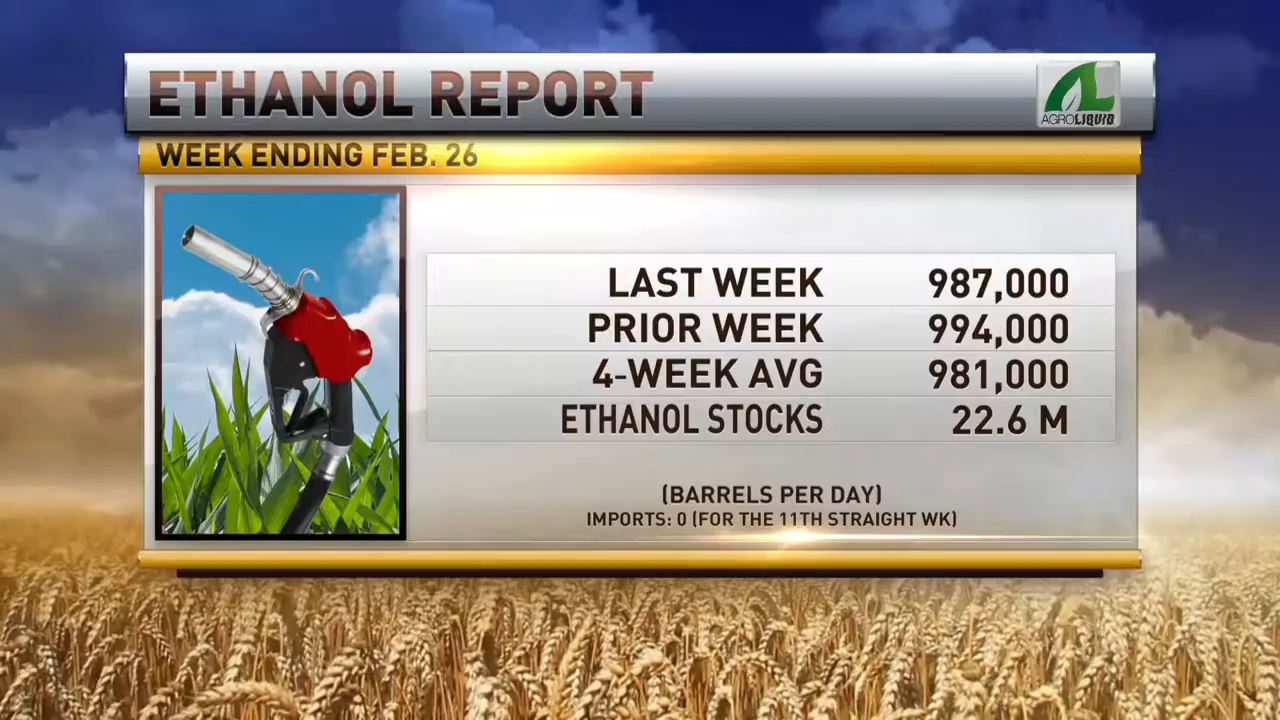 ETHANOL REPORT
AGROLIQUID
WEEK ENDING FEB. 26
LAST WEEK 987,000
PRIOR WEEK 994,000
4-WEEK AVG 981,000
ETHANOL STOCKS 22.6 M
(BARRELS PER DAY)
IMPORTS: 0 (FOR THE 11TH STRAIGHT WK)